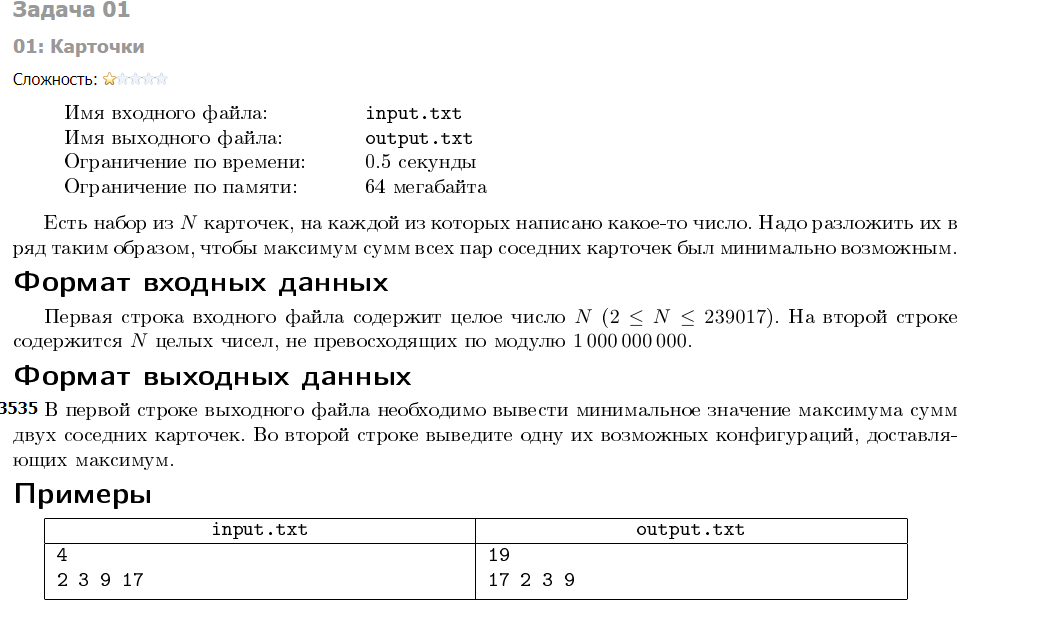 Задача 01
01: Карточки
Сложность:
Имя входного файла: input.txt
Имя выходного файла: output.txt
Ограничение по времени: 0.5 секунды
Ограничение по памяти: 64 мегабайта
Есть набор из N карточек, на каждой из которых написано какое-то число. Надо разложить их в
ряд таким образом, чтобы максимум сумм всех пар соседних карточек был минимально возможным.
Формат входных данных
Первая строка входного файла содержит целое число N (2 ≤ N ≤ 239017). На второй строке
содержится N целых чисел, не превосходящих по модулю 1 000 000 000.
Формат выходных данных
3535 В первой строке выходного файла необходимо вывести минимальное значение максимума сумм
двух соседних карточек. Во второй строке выведите одну их возможных конфигураций, доставля-
ющих максимум.
Примеры
input.txt output.txt
4 19
2 3 9 17 17 2 3 9